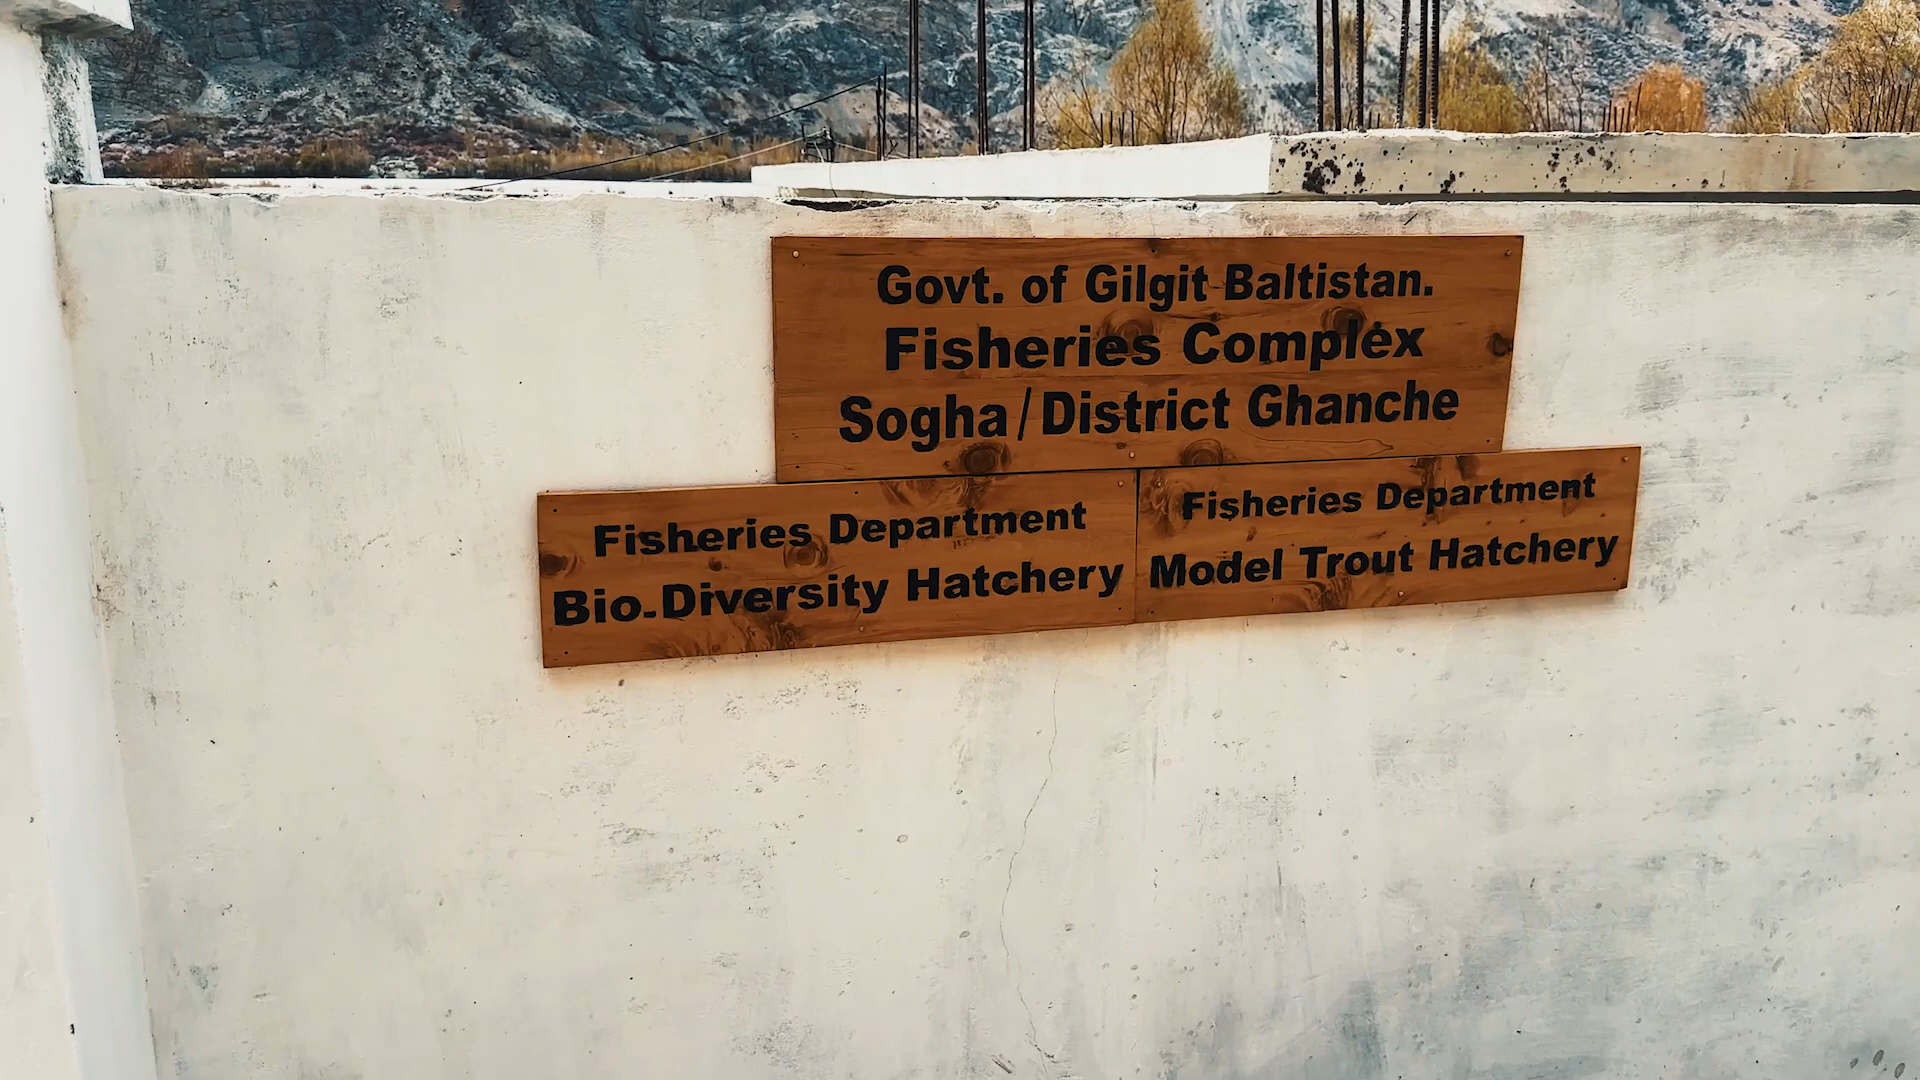 Govt. of Gilgit-Baltistan.
Fisheries Complex
Sogha/District Ghanche
Fisheries Department
Bio.Diversity Hatchery
Fisheries Department
Model Trout Hatchery